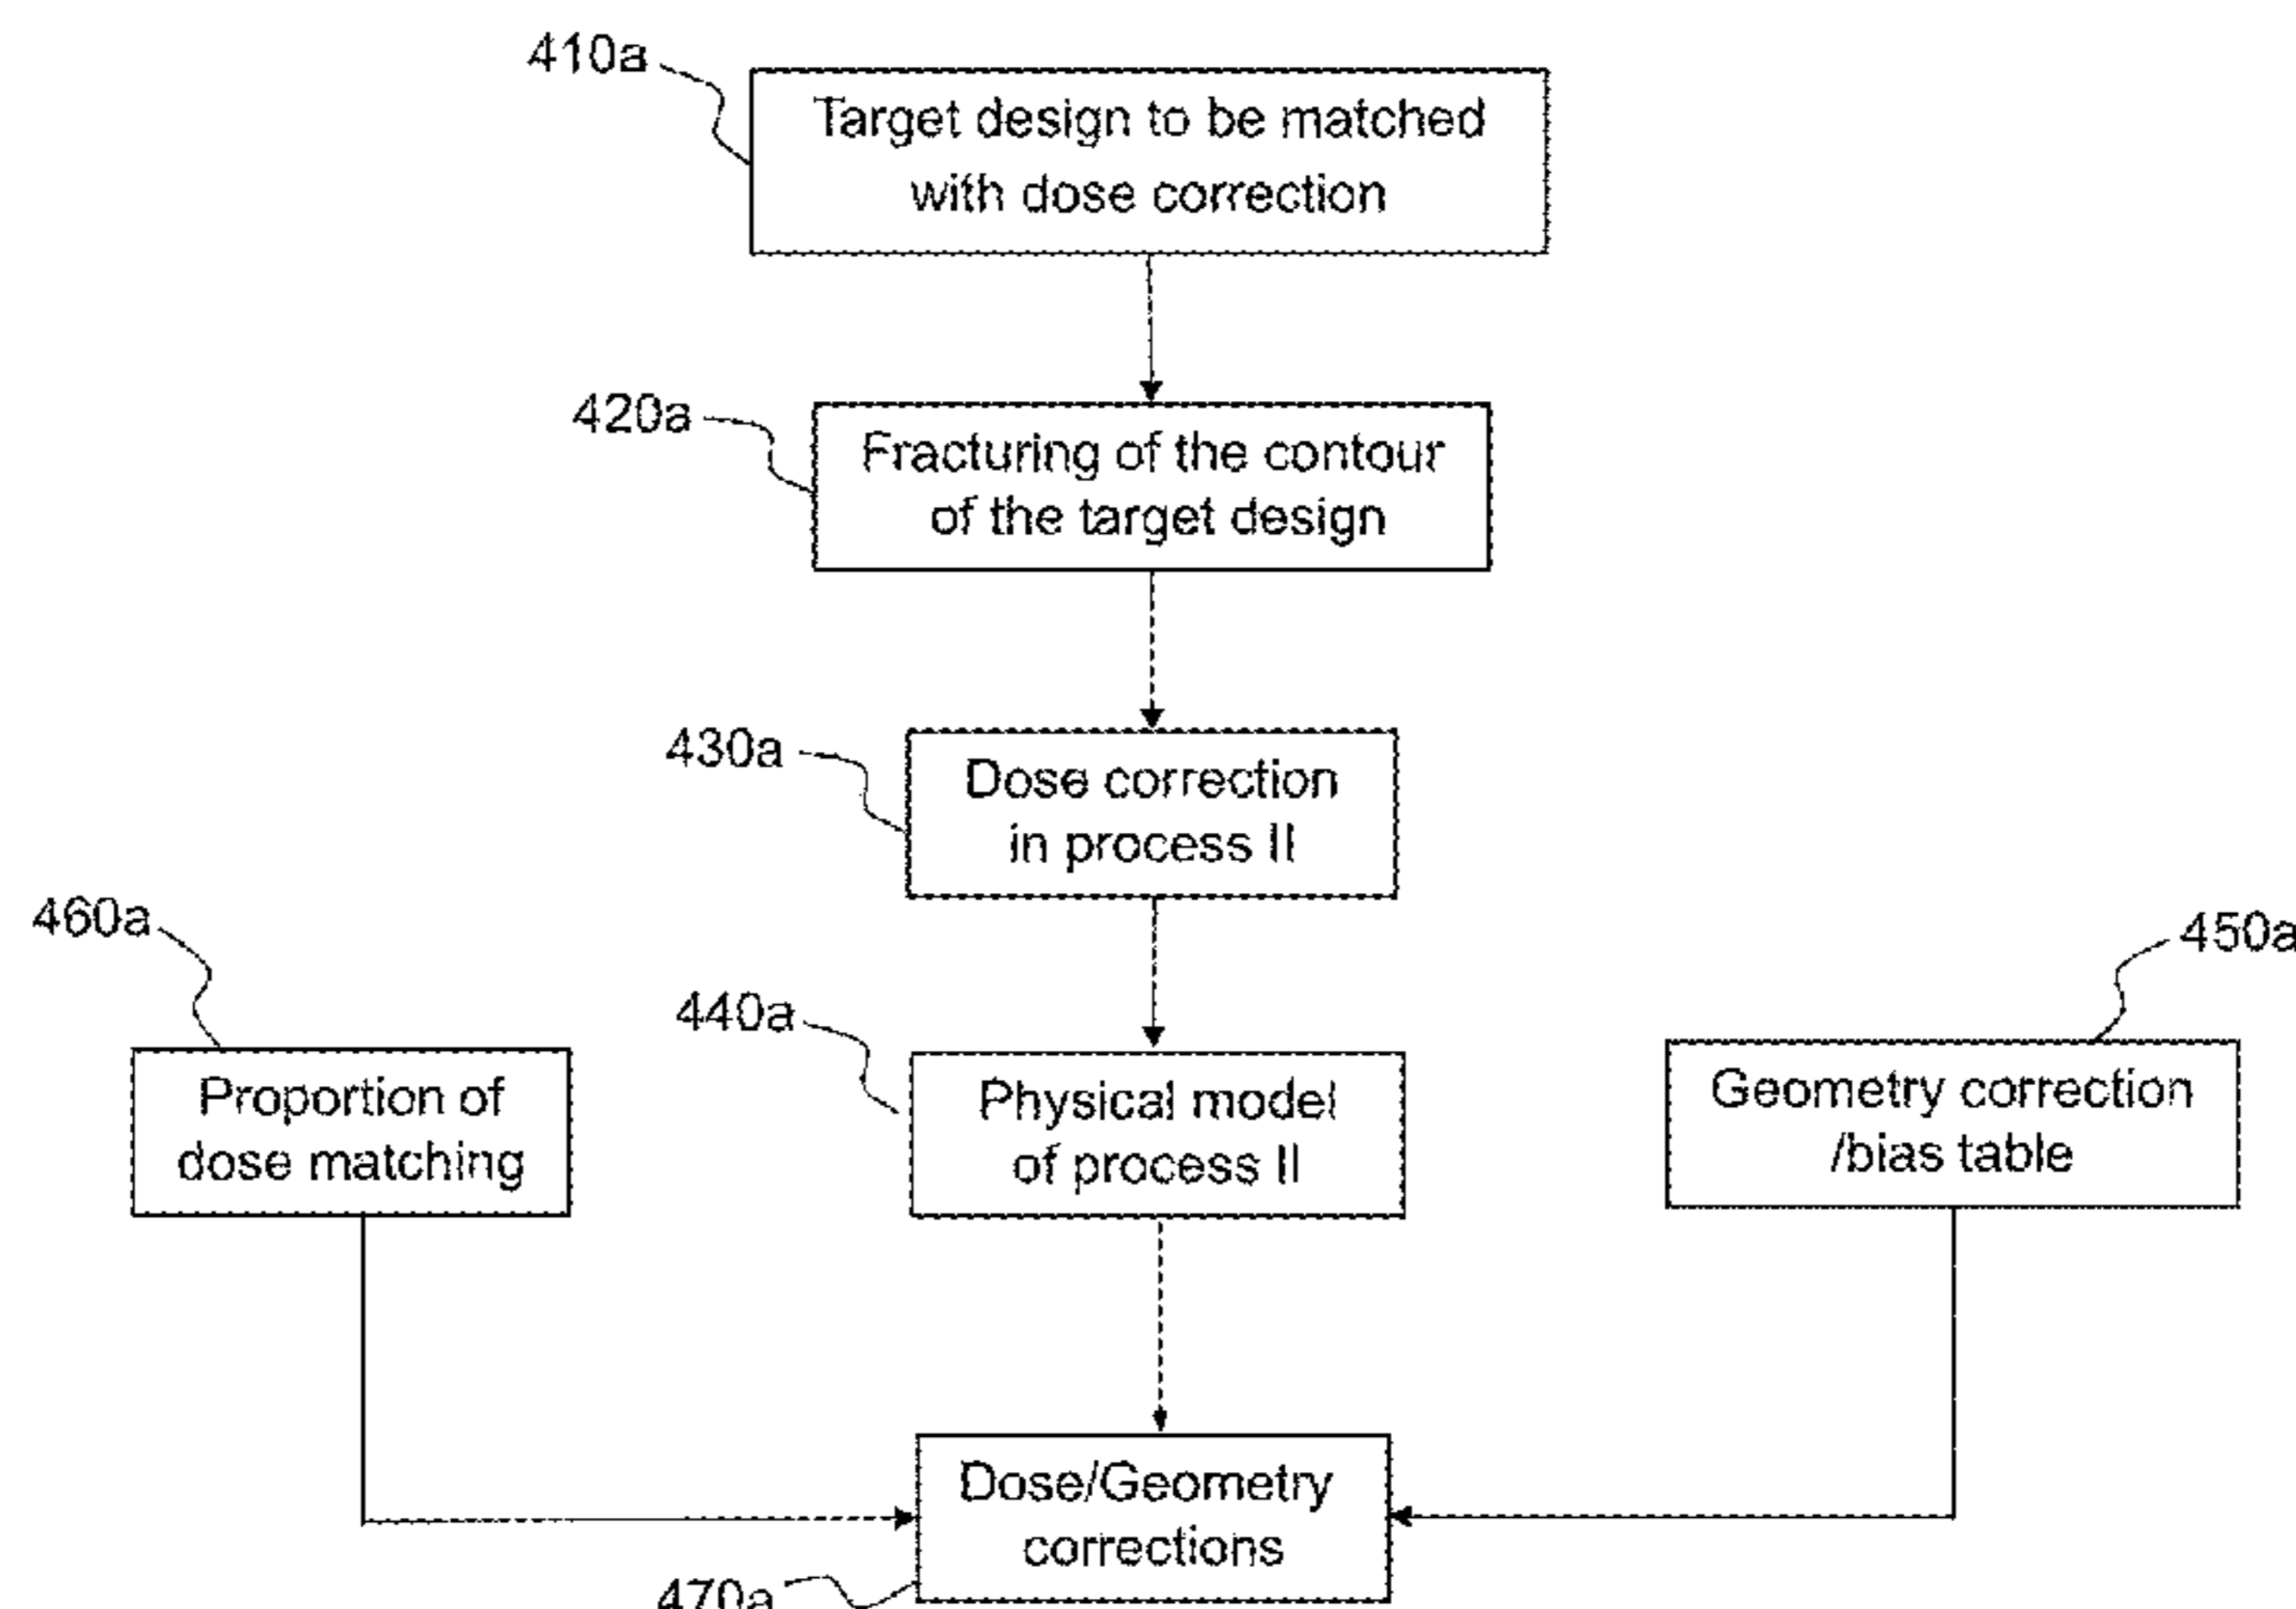 410a
Target design to be matched
with dose correction
420a
Fracturing of the contour
of the target design
430a
Dose correction
in process II
460a
450a
440a
Proportion of
dose matching
Physical model
of process II
Geometry correction
/bias table
Dose/Geometry
corrections
470a